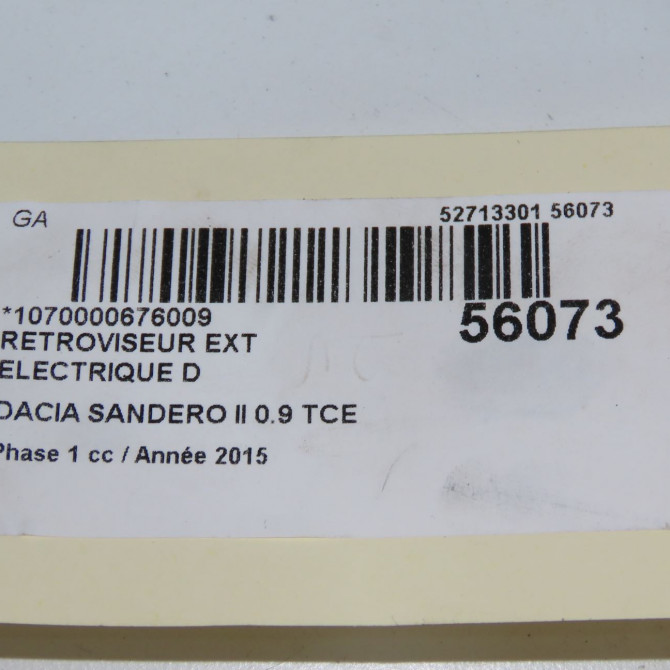 GA
52713301 56073
*1070000676009
56073
RETROVISEUR EXT
ELECTRIQUE D
DACIA SANDERO II 0.9 TCE
Phase 1 cc / Année 2015